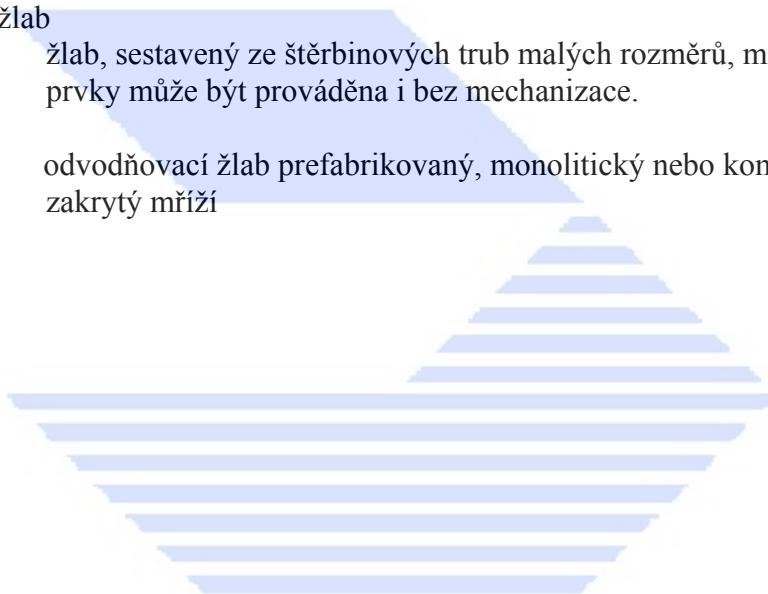 žlab
žlab, sestavený ze štěrbinových trub malých rozměrů, m
prvky může být prováděna i bez mechanizace.
odvodňovací žlab prefabrikovaný, monolitický nebo kon
zakrytý mříží